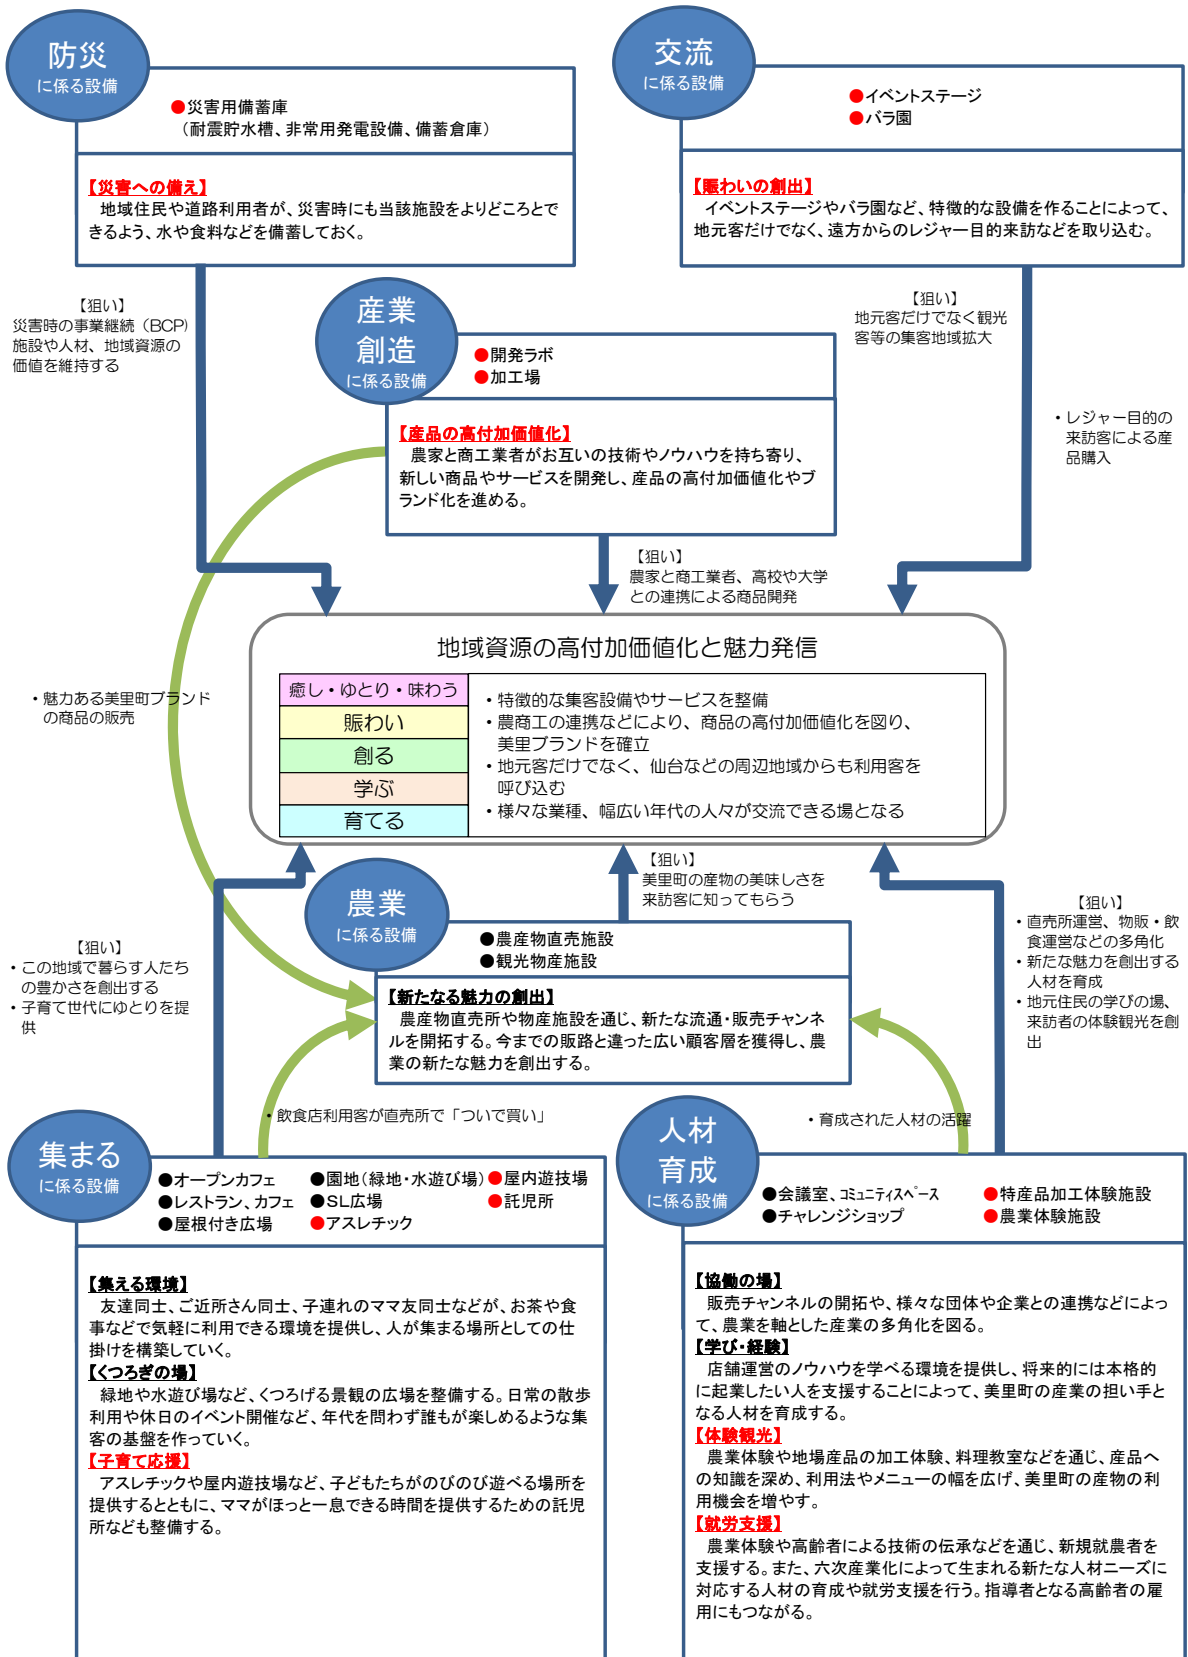 防災
に係る設備
●災害用備蓄庫
（耐震貯水槽、非常用発電設備、備蓄倉庫）
【災害への備え】
地域住民や道路利用者が、災害時にも当該施設をよりどころとで
きるよう、水や食料などを備蓄しておく。
交流
に係る設備
●イベントステージ
●バラ園
【賑わいの創出】
イベントステージやバラ園など、特徴的な設備を作ることによって、
地元客だけでなく、遠方からのレジャー目的来訪などを取り込む。
【狙い】
災害時の事業継続（BCP)
施設や人材、地域資源の
価値を維持する
産業
創造
に係る設備
●開発ラボ
●加工場
【産品の高付加価値化】
農家と商工業者がお互いの技術やノウハウを持ち寄り、
新しい商品やサービスを開発し、産品の高付加価値化やブ
ランド化を進める。
【狙い】
地元客だけでなく観光
客等の集客地域拡大
・レジャー目的の
来訪客による産
品購入
【狙い】
農家と商工業者、高校や大学
との連携による商品開発
・魅力ある美里町ブランド
の商品の販売
地域資源の高付加価値化と魅力発信
癒し・ゆとり・味わう
賑わい
創る
学ぶ
育てる
・特徴的な集客設備やサービスを整備
・農商工の連携などにより、商品の高付加価値化を図り、
美里ブランドを確立
・地元客だけでなく、仙台などの周辺地域からも利用客を
呼び込む
・様々な業種、幅広い年代の人々が交流できる場となる
【狙い】
美里町の産物の美味しさを
来訪客に知ってもらう
農業
に係る設備
●農産物直売施設
●観光物産施設
【新たなる魅力の創出】
農産物直売所や物産施設を通じ、新たな流通・販売チャンネ
ルを開拓する。今までの販路と違った広い顧客層を獲得し、農
業の新たな魅力を創出する。
【狙い】
・この地域で暮らす人たち
の豊かさを創出する
・子育て世代にゆとりを提
供
【狙い】
・直売所運営、物販・飲
食運営などの多角化
・新たな魅力を創出する
人材を育成
・地元住民の学びの場、
来訪者の体験観光を創
出
・飲食店利用客が直売所で「ついで買い」
・育成された人材の活躍
集まる
に係る設備
●オープンカフェ
●レストラン、カフェ
●屋根付き広場
●園地（緑地・水遊び場）
●SL広場
●アスレチック
●屋内遊技場
●託児所
【集える環境】
友達同士、ご近所さん同士、子連れのママ友同士などが、お茶や食
事などで気軽に利用できる環境を提供し、人が集まる場所としての仕
掛けを構築していく。
【くつろぎの場】
緑地や水遊び場など、くつろげる景観の広場を整備する。日常の散歩
利用や休日のイベント開催など、年代を問わず誰もが楽しめるような集
客の基盤を作っていく。
【子育て応援】
アスレチックや屋内遊技場など、子どもたちがのびのび遊べる場所を
提供するとともに、ママがほっと一息できる時間を提供するための託児
所なども整備する。
人材
育成
に係る設備
●会議室、ｺﾐｭﾆﾃｨｽﾍﾟｰｽ
●チャレンジショップ
●特産品加工体験施設
●農業体験施設
【協働の場】
販売チャンネルの開拓や、様々な団体や企業との連携などによっ
て、農業を軸とした産業の多角化を図る。
【学び・経験】
店舗運営のノウハウを学べる環境を提供し、将来的には本格的
に起業したい人を支援することによって、美里町の産業の担い手と
なる人材を育成する。
【体験観光】
農業体験や地場産品の加工体験、料理教室などを通じ、産品へ
の知識を深め、利用法やメニューの幅を広げ、美里町の産物の利
用機会を増やす。
【就労支援】
農業体験や高齢者による技術の伝承などを通じ、新規就農者を
支援する。また、六次産業化によって生まれる新たな人材ニーズに
対応する人材の育成や就労支援を行う。指導者となる高齢者の雇
用にもつながる。